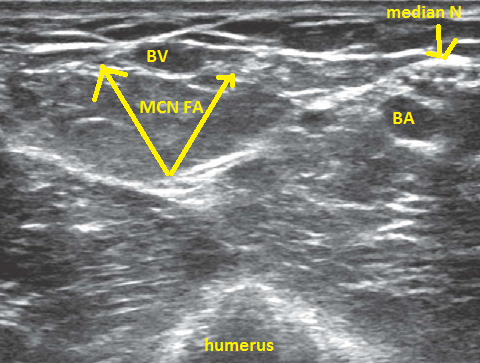 median N
BV
MCN FA
BA
humerus